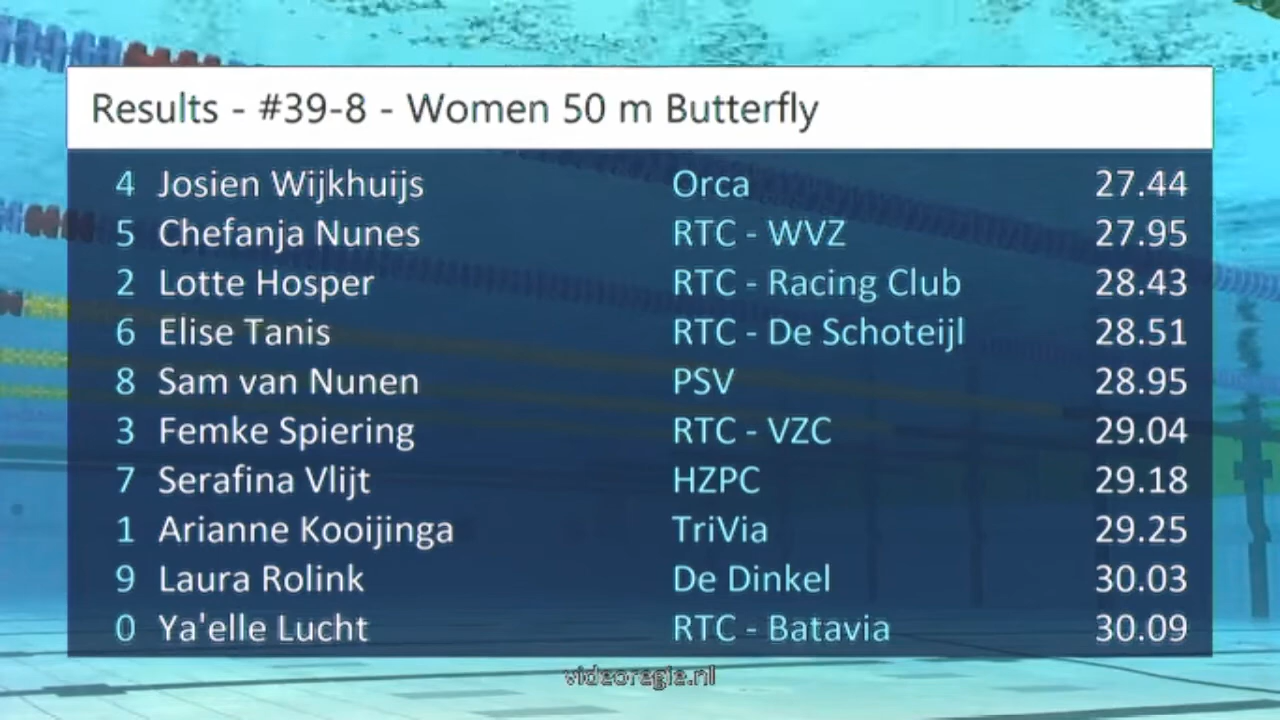 Results - #39-8 - Women 50 m Butterfly
4 Josien Wijkhuijs Orca 27.44
5 Chefanja Nunes RTC - WVZ 27.95
2 Lotte Hosper RTC - Racing Club 28.43
6 Elise Tanis RTC - De Schoteijl 28.51
8 Sam van Nunen PSV 28.95
3 Femke Spiering RTC - VZC 29.04
7 Serafina Vlijt HZPC 29.18
1 Arianne Kooijinga TriVia 29.25
9 Laura Rolink De Dinkel 30.03
0 Ya'elle Lucht RTC - Batavia 30.09
videoregie.nl